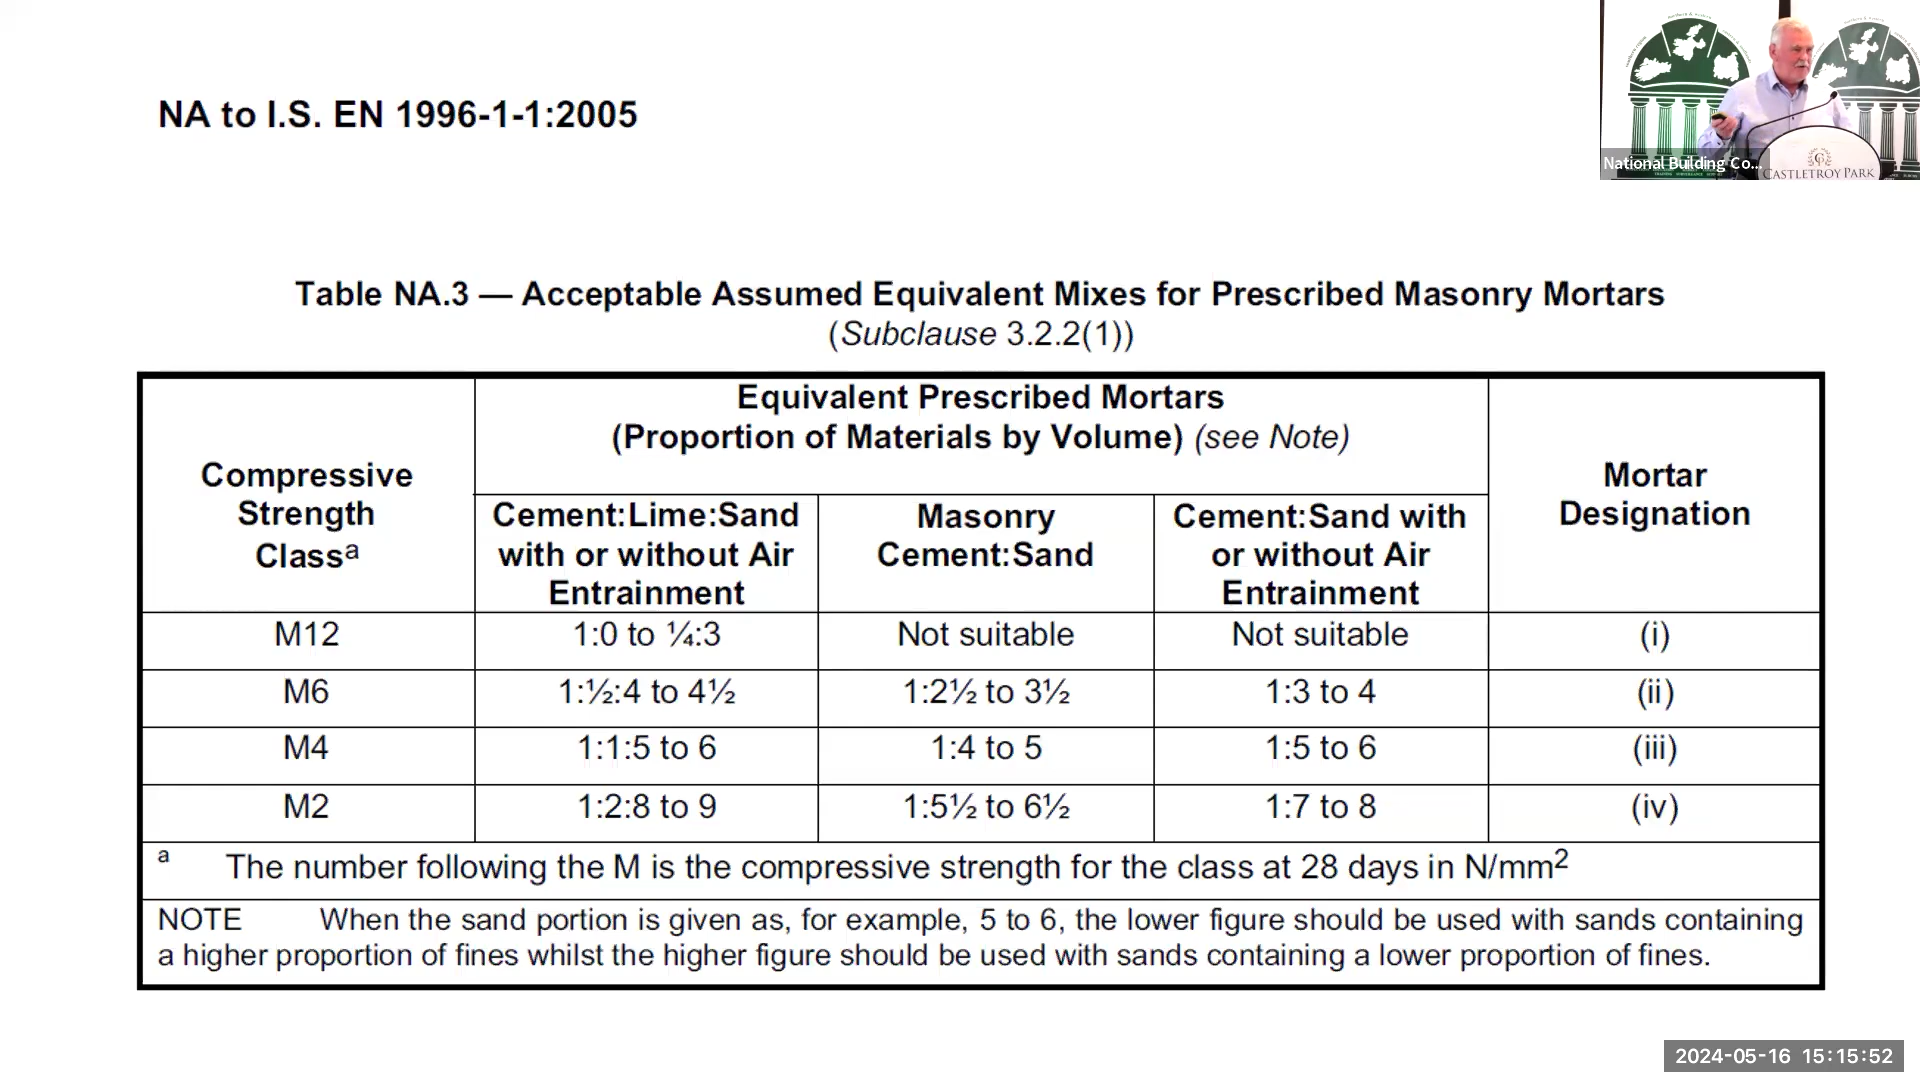 NA to I.S. EN 1996-1-1:2005
National Building Co...
CASTLETROY PARK
Table NA.3 — Acceptable Assumed Equivalent Mixes for Prescribed Masonry Mortars
(Subclause 3.2.2(1))
Compressive
Strength
Classᵃ
Equivalent Prescribed Mortars
(Proportion of Materials by Volume) (see Note)
Mortar
Designation
Cement:Lime:Sand
with or without Air
Entrainment
Masonry
Cement:Sand
Cement:Sand with
or without Air
Entrainment
M12 1:0 to ¼:3 Not suitable Not suitable (i)
M6 1:½:4 to 4½ 1:2½ to 3½ 1:3 to 4 (ii)
M4 1:1:5 to 6 1:4 to 5 1:5 to 6 (iii)
M2 1:2:8 to 9 1:5½ to 6½ 1:7 to 8 (iv)
ᵃ The number following the M is the compressive strength for the class at 28 days in N/mm²
NOTE When the sand portion is given as, for example, 5 to 6, the lower figure should be used with sands containing
a higher proportion of fines whilst the higher figure should be used with sands containing a lower proportion of fines.
2024-05-16 15:15:52